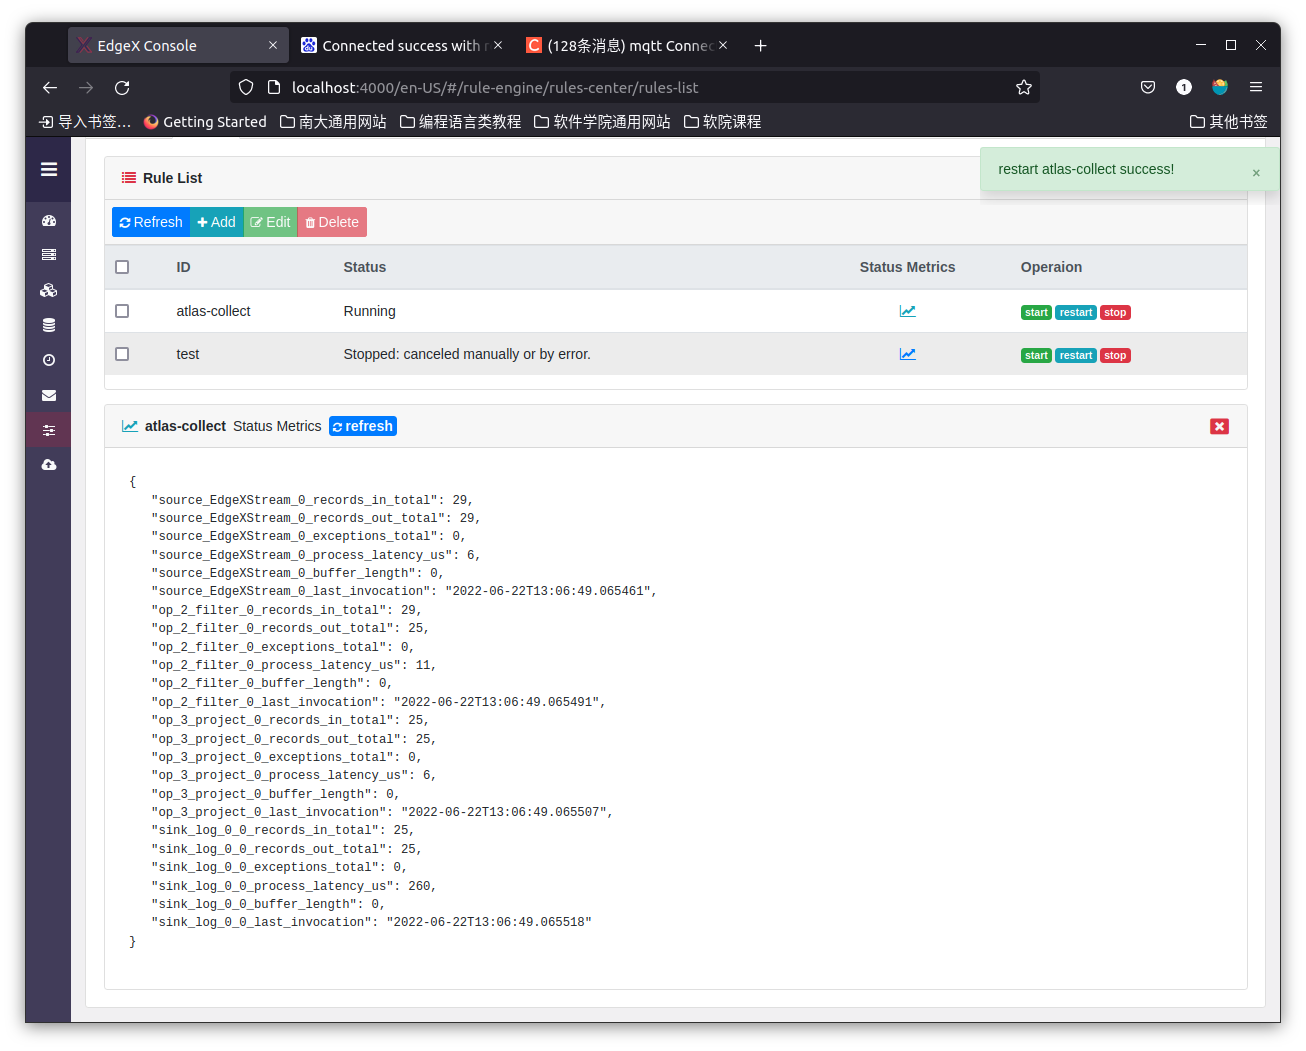 EdgeX Console
Connected success with
(128条消息) mqtt Connec
localhost:4000/en-US/#/rule-engine/rules-center/rules-list
1
导入书签…
Getting Started
南大通用网站
编程语言类教程
软件学院通用网站
软院课程
其他书签
restart atlas-collect success!
Rule List
Refresh
Add
Edit
Delete
ID Status Status Metrics Operaion
atlas-collect Running start restart stop
test Stopped: canceled manually or by error. start restart stop
atlas-collect Status Metrics refresh
{
"source_EdgeXStream_0_records_in_total": 29,
"source_EdgeXStream_0_records_out_total": 29,
"source_EdgeXStream_0_exceptions_total": 0,
"source_EdgeXStream_0_process_latency_us": 6,
"source_EdgeXStream_0_buffer_length": 0,
"source_EdgeXStream_0_last_invocation": "2022-06-22T13:06:49.065461",
"op_2_filter_0_records_in_total": 29,
"op_2_filter_0_records_out_total": 25,
"op_2_filter_0_exceptions_total": 0,
"op_2_filter_0_process_latency_us": 11,
"op_2_filter_0_buffer_length": 0,
"op_2_filter_0_last_invocation": "2022-06-22T13:06:49.065491",
"op_3_project_0_records_in_total": 25,
"op_3_project_0_records_out_total": 25,
"op_3_project_0_exceptions_total": 0,
"op_3_project_0_process_latency_us": 6,
"op_3_project_0_buffer_length": 0,
"op_3_project_0_last_invocation": "2022-06-22T13:06:49.065507",
"sink_log_0_0_records_in_total": 25,
"sink_log_0_0_records_out_total": 25,
"sink_log_0_0_exceptions_total": 0,
"sink_log_0_0_process_latency_us": 260,
"sink_log_0_0_buffer_length": 0,
"sink_log_0_0_last_invocation": "2022-06-22T13:06:49.065518"
}